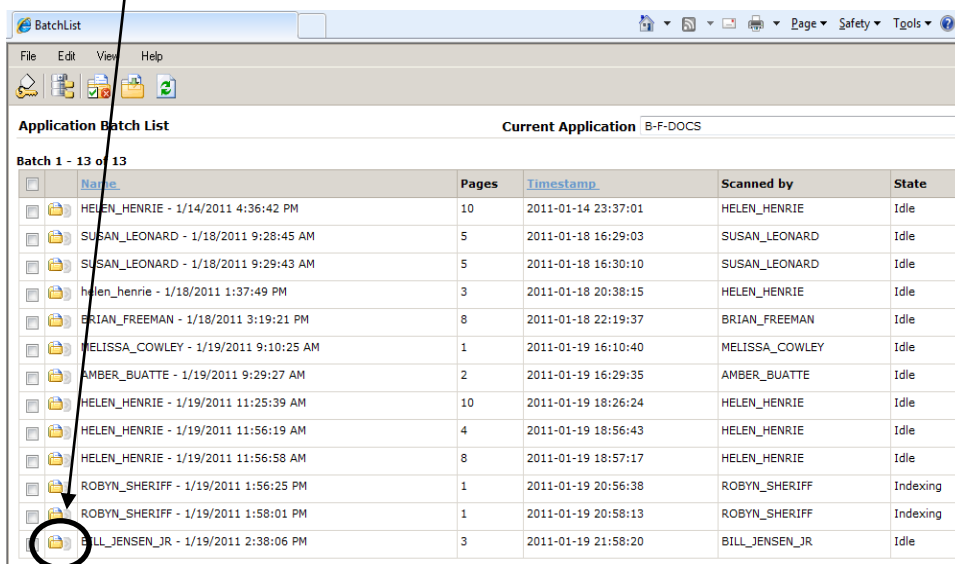 BatchList Page Safety Tools
File Edit View Help
Application Batch List Current Application B-F-DOCS
Batch 1 - 13 of 13
Name Pages Timestamp Scanned by State
HELEN_HENRIE - 1/14/2011 4:36:42 PM 10 2011-01-14 23:37:01 HELEN_HENRIE Idle
SUSAN_LEONARD - 1/18/2011 9:28:45 AM 5 2011-01-18 16:29:03 SUSAN_LEONARD Idle
SUSAN_LEONARD - 1/18/2011 9:29:43 AM 5 2011-01-18 16:30:10 SUSAN_LEONARD Idle
helen_henrie - 1/18/2011 1:37:49 PM 3 2011-01-18 20:38:15 HELEN_HENRIE Idle
BRIAN_FREEMAN - 1/18/2011 3:19:21 PM 8 2011-01-18 22:19:37 BRIAN_FREEMAN Idle
MELISSA_COWLEY - 1/19/2011 9:10:25 AM 1 2011-01-19 16:10:40 MELISSA_COWLEY Idle
AMBER_BUATTE - 1/19/2011 9:29:27 AM 2 2011-01-19 16:29:35 AMBER_BUATTE Idle
HELEN_HENRIE - 1/19/2011 11:25:39 AM 10 2011-01-19 18:26:24 HELEN_HENRIE Idle
HELEN_HENRIE - 1/19/2011 11:56:19 AM 4 2011-01-19 18:56:43 HELEN_HENRIE Idle
HELEN_HENRIE - 1/19/2011 11:56:58 AM 8 2011-01-19 18:57:17 HELEN_HENRIE Idle
ROBYN_SHERIFF - 1/19/2011 1:56:25 PM 1 2011-01-19 20:56:38 ROBYN_SHERIFF Indexing
ROBYN_SHERIFF - 1/19/2011 1:58:01 PM 1 2011-01-19 20:58:13 ROBYN_SHERIFF Indexing
BILL_JENSEN_JR - 1/19/2011 2:38:06 PM 3 2011-01-19 21:58:20 BILL_JENSEN_JR Idle